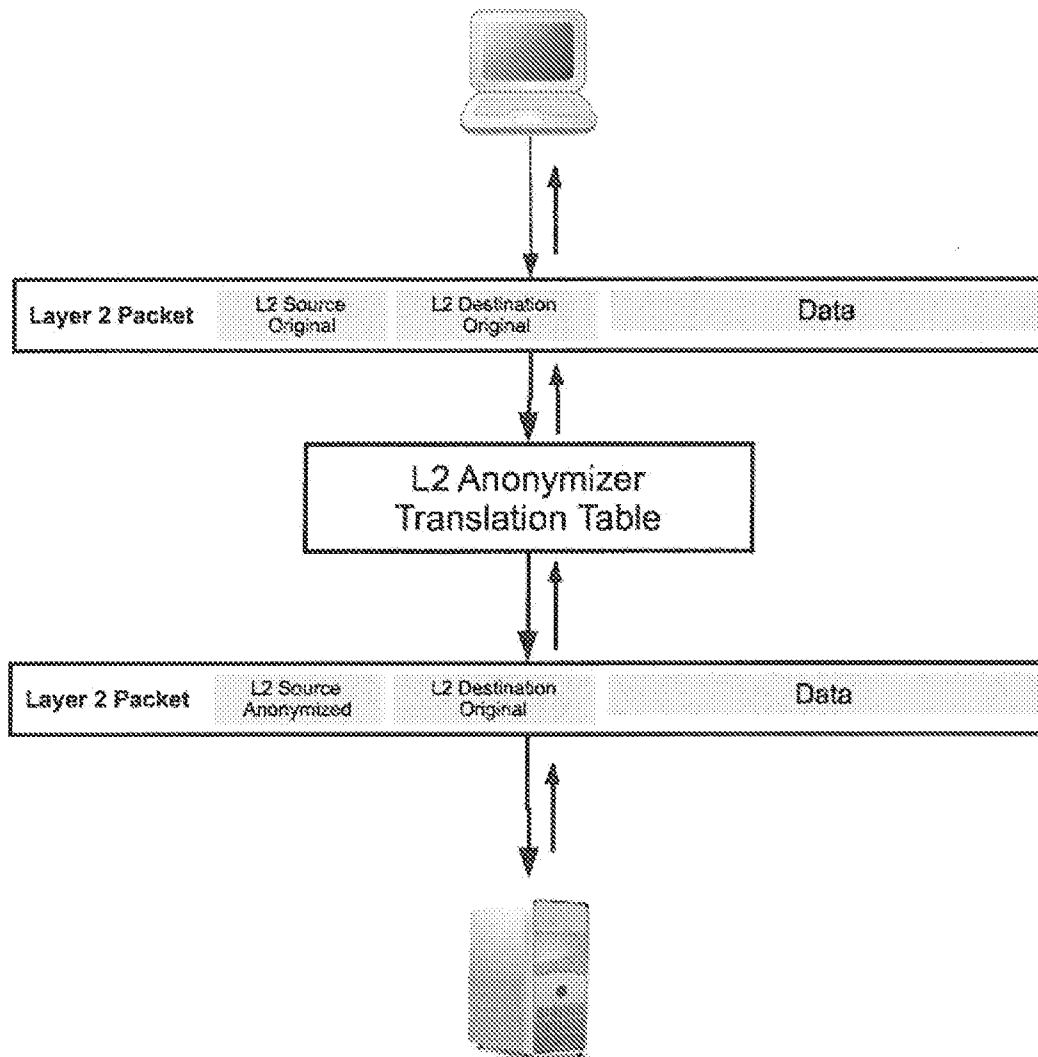 Layer 2 Packet
L2 Source
Original
L2 Destination
Original
Data
L2 Anonymizer
Translation Table
Layer 2 Packet
L2 Source
Anonymized
L2 Destination
Original
Data